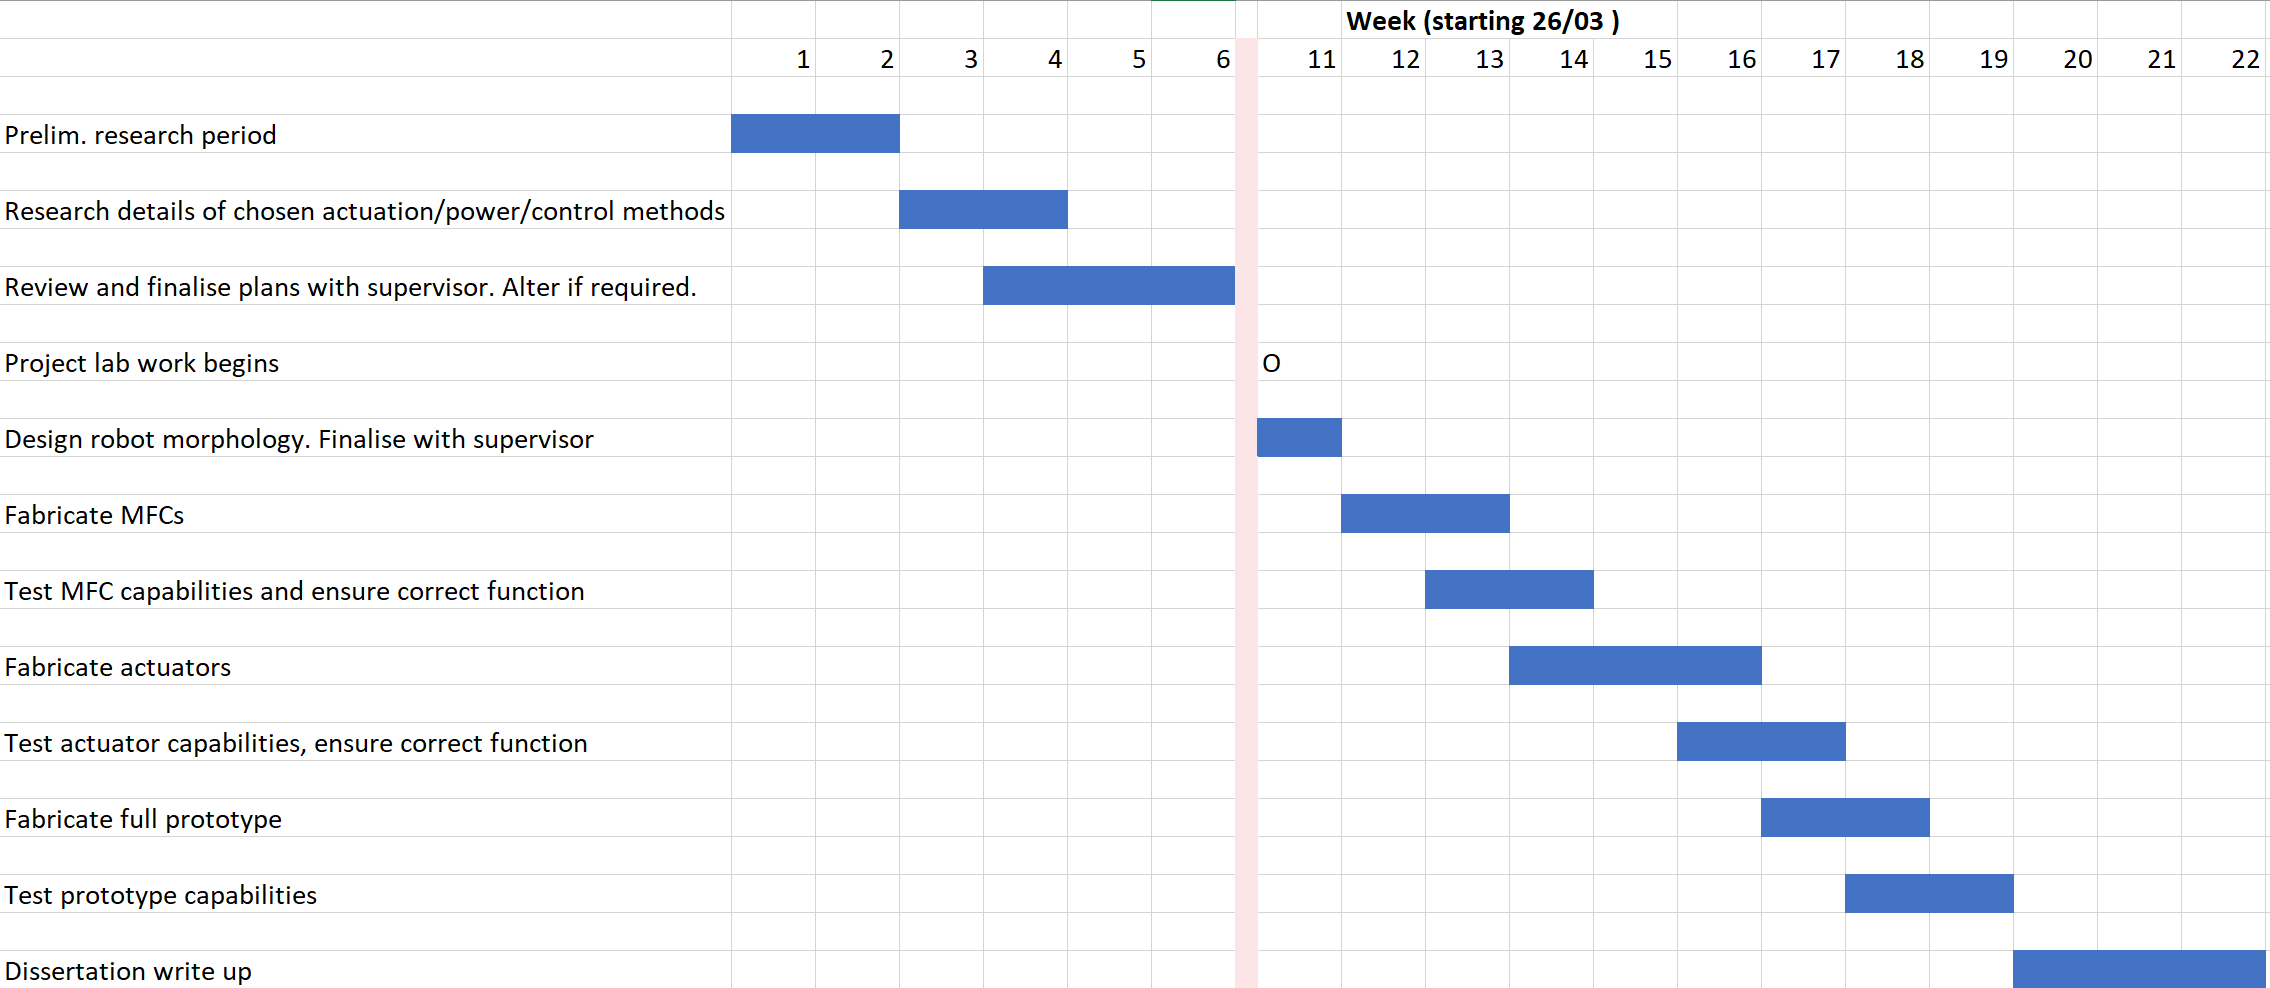 Week (starting 26/03 )
1 2 3 4 5 6 11 12 13 14 15 16 17 18 19 20 21 22
Prelim. research period
Research details of chosen actuation/power/control methods
Review and finalise plans with supervisor. Alter if required.
Project lab work begins O
Design robot morphology. Finalise with supervisor
Fabricate MFCs
Test MFC capabilities and ensure correct function
Fabricate actuators
Test actuator capabilities, ensure correct function
Fabricate full prototype
Test prototype capabilities
Dissertation write up